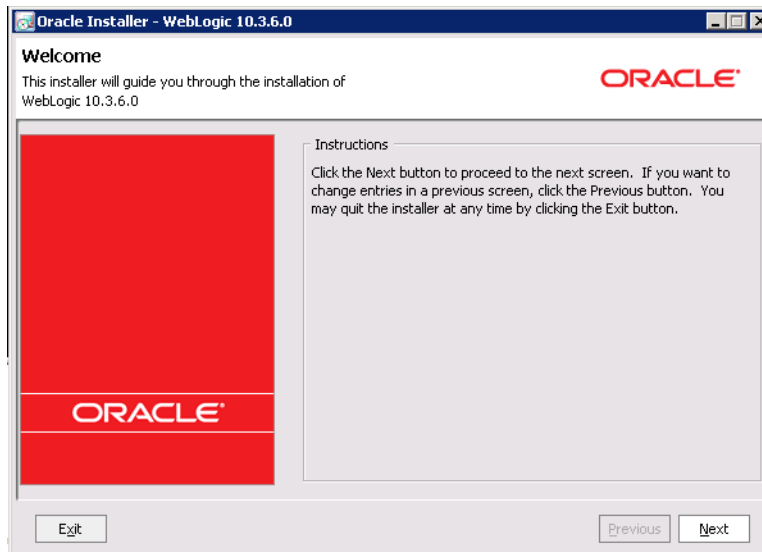 Oracle Installer - WebLogic 10.3.6.0
Welcome
This installer will guide you through the installation of
WebLogic 10.3.6.0
ORACLE
Instructions
Click the Next button to proceed to the next screen. If you want to
change entries in a previous screen, click the Previous button. You
may quit the installer at any time by clicking the Exit button.
ORACLE
Exit
Previous
Next